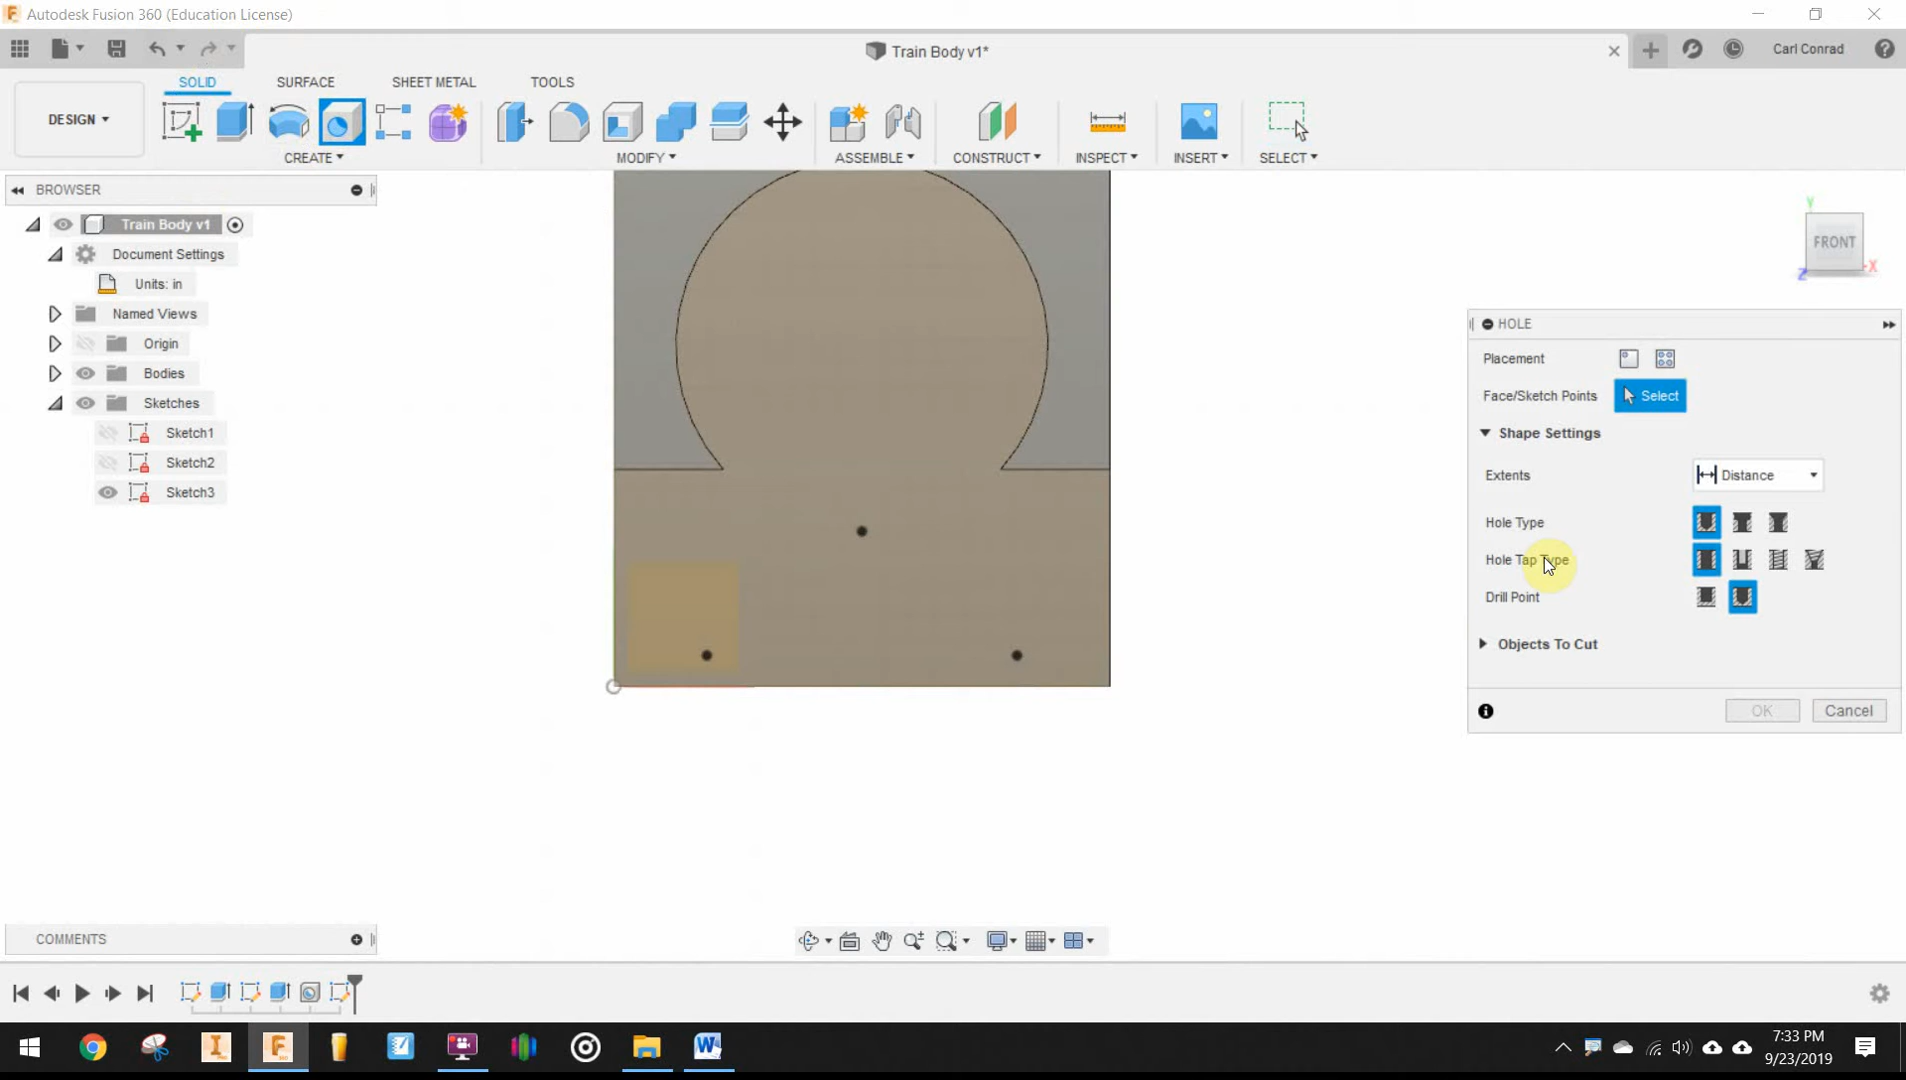 Autodesk Fusion 360 (Education License)
Train Body v1*
Carl Conrad
SOLID SURFACE SHEET METAL TOOLS
DESIGN
CREATE MODIFY ASSEMBLE CONSTRUCT INSPECT INSERT SELECT
BROWSER
Train Body v1
Document Settings
Units: in
Named Views
Origin
Bodies
Sketches
Sketch1
Sketch2
Sketch3
Y
FRONT
X
Z
HOLE
Placement
Face/Sketch Points Select
Shape Settings
Extents Distance
Hole Type
Hole Tap Type
Drill Point
Objects To Cut
OK Cancel
COMMENTS
7:33 PM
9/23/2019